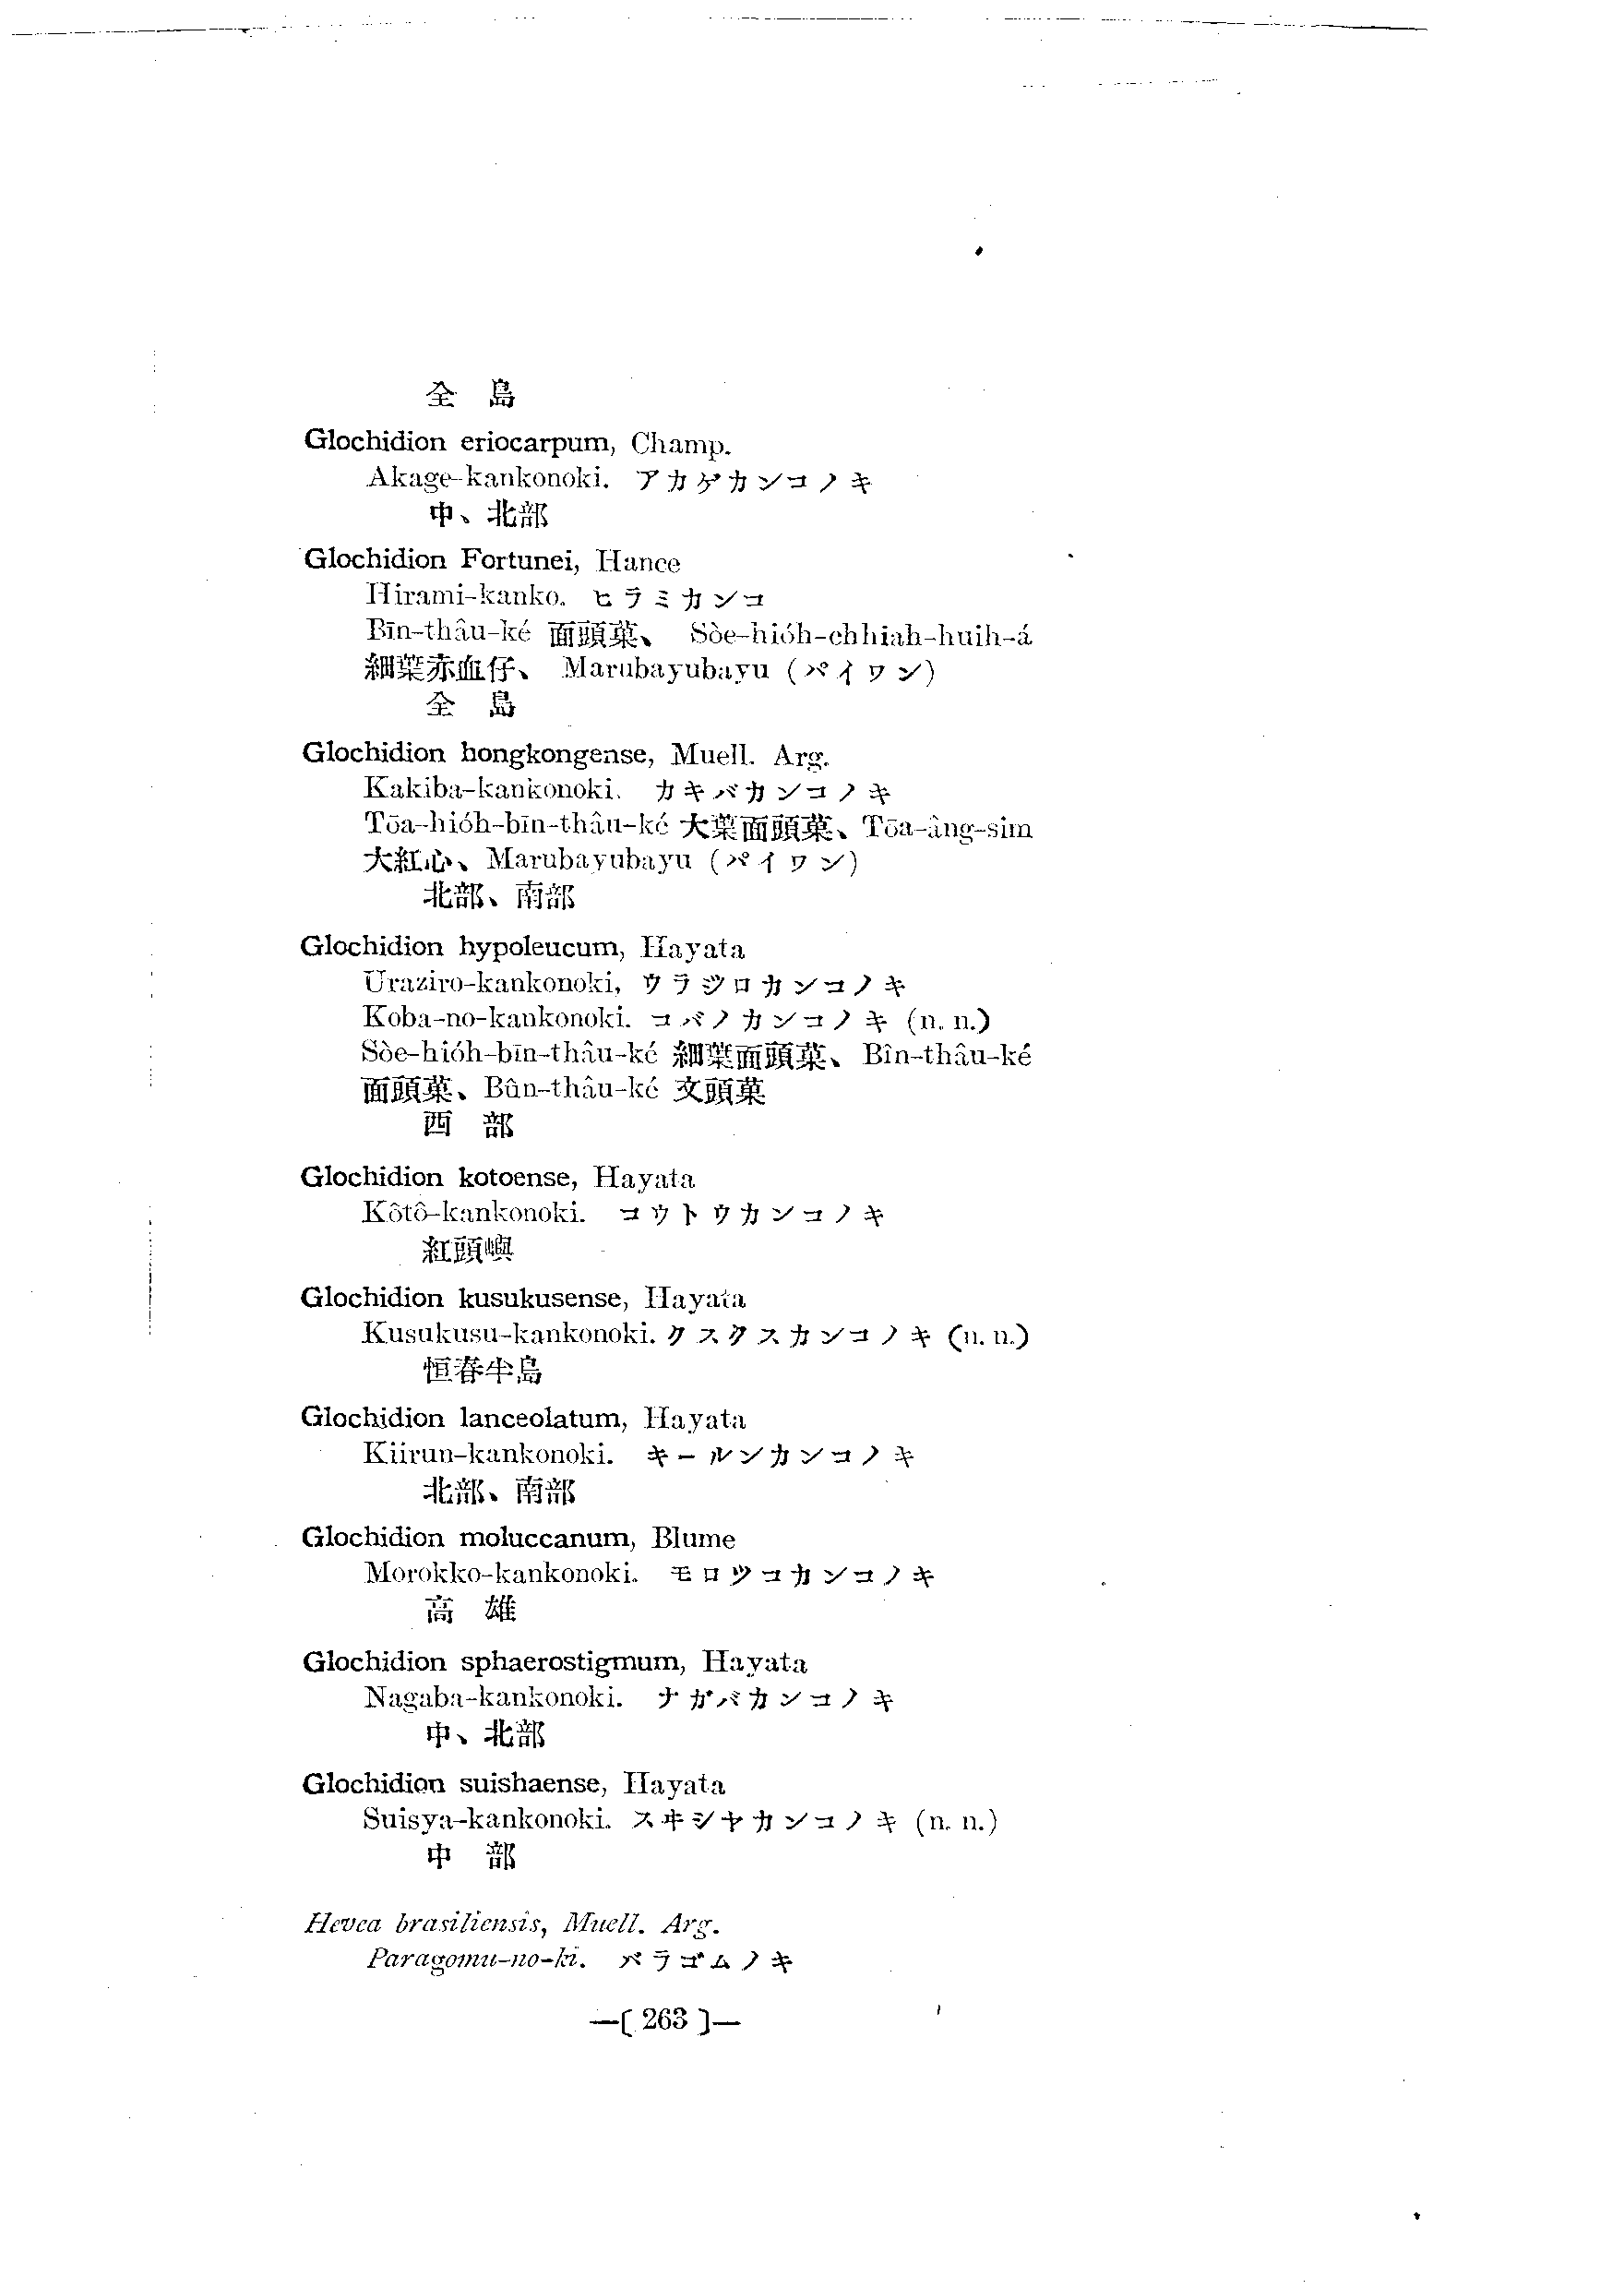 全　島
Glochidion eriocarpum, Champ.
Akage-kankonoki. アカゲカンコノキ
中、北部
Glochidion Fortunei, Hance
Hirami-kanko. ヒラミカンコ
Bīn-thâu-ké 面頭菓、 Sòe-hióh-chhiah-huih-á
細葉赤血仔、 Marubayubayu (パイワン)
全　島
Glochidion hongkongense, Muell. Arg.
Kakiba-kankonoki. カキバカンコノキ
Tōa-hióh-bīn-thâu-ké 大葉面頭菓、Tōa-âng-sim
大紅心、Marubayubayu (パイワン)
北部、南部
Glochidion hypoleucum, Hayata
Uraziro-kankonoki, ウラジロカンコノキ
Koba-no-kankonoki. コバノカンコノキ (n. n.)
Sòe-hióh-bīn-thâu-ké 細葉面頭菓、Bîn-thâu-ké
面頭菓、Bûn-thâu-ké 文頭菓
西　部
Glochidion kotoense, Hayata
Kôtô-kankonoki. コウトウカンコノキ
紅頭嶼
Glochidion kusukusense, Hayata
Kusukusu-kankonoki. クスクスカンコノキ (n. n.)
恒春半島
Glochidion lanceolatum, Hayata
Kiirun-kankonoki. キールンカンコノキ
北部、南部
Glochidion moluccanum, Blume
Morokko-kankonoki. モロツコカンコノキ
高　雄
Glochidion sphaerostigmum, Hayata
Nagaba-kankonoki. ナガバカンコノキ
中、北部
Glochidion suishaense, Hayata
Suisya-kankonoki. スヰシヤカンコノキ (n. n.)
中　部
Hevea brasiliensis, Muell. Arg.
Paragomu-no-ki. パラゴムノキ
—( 263 )—